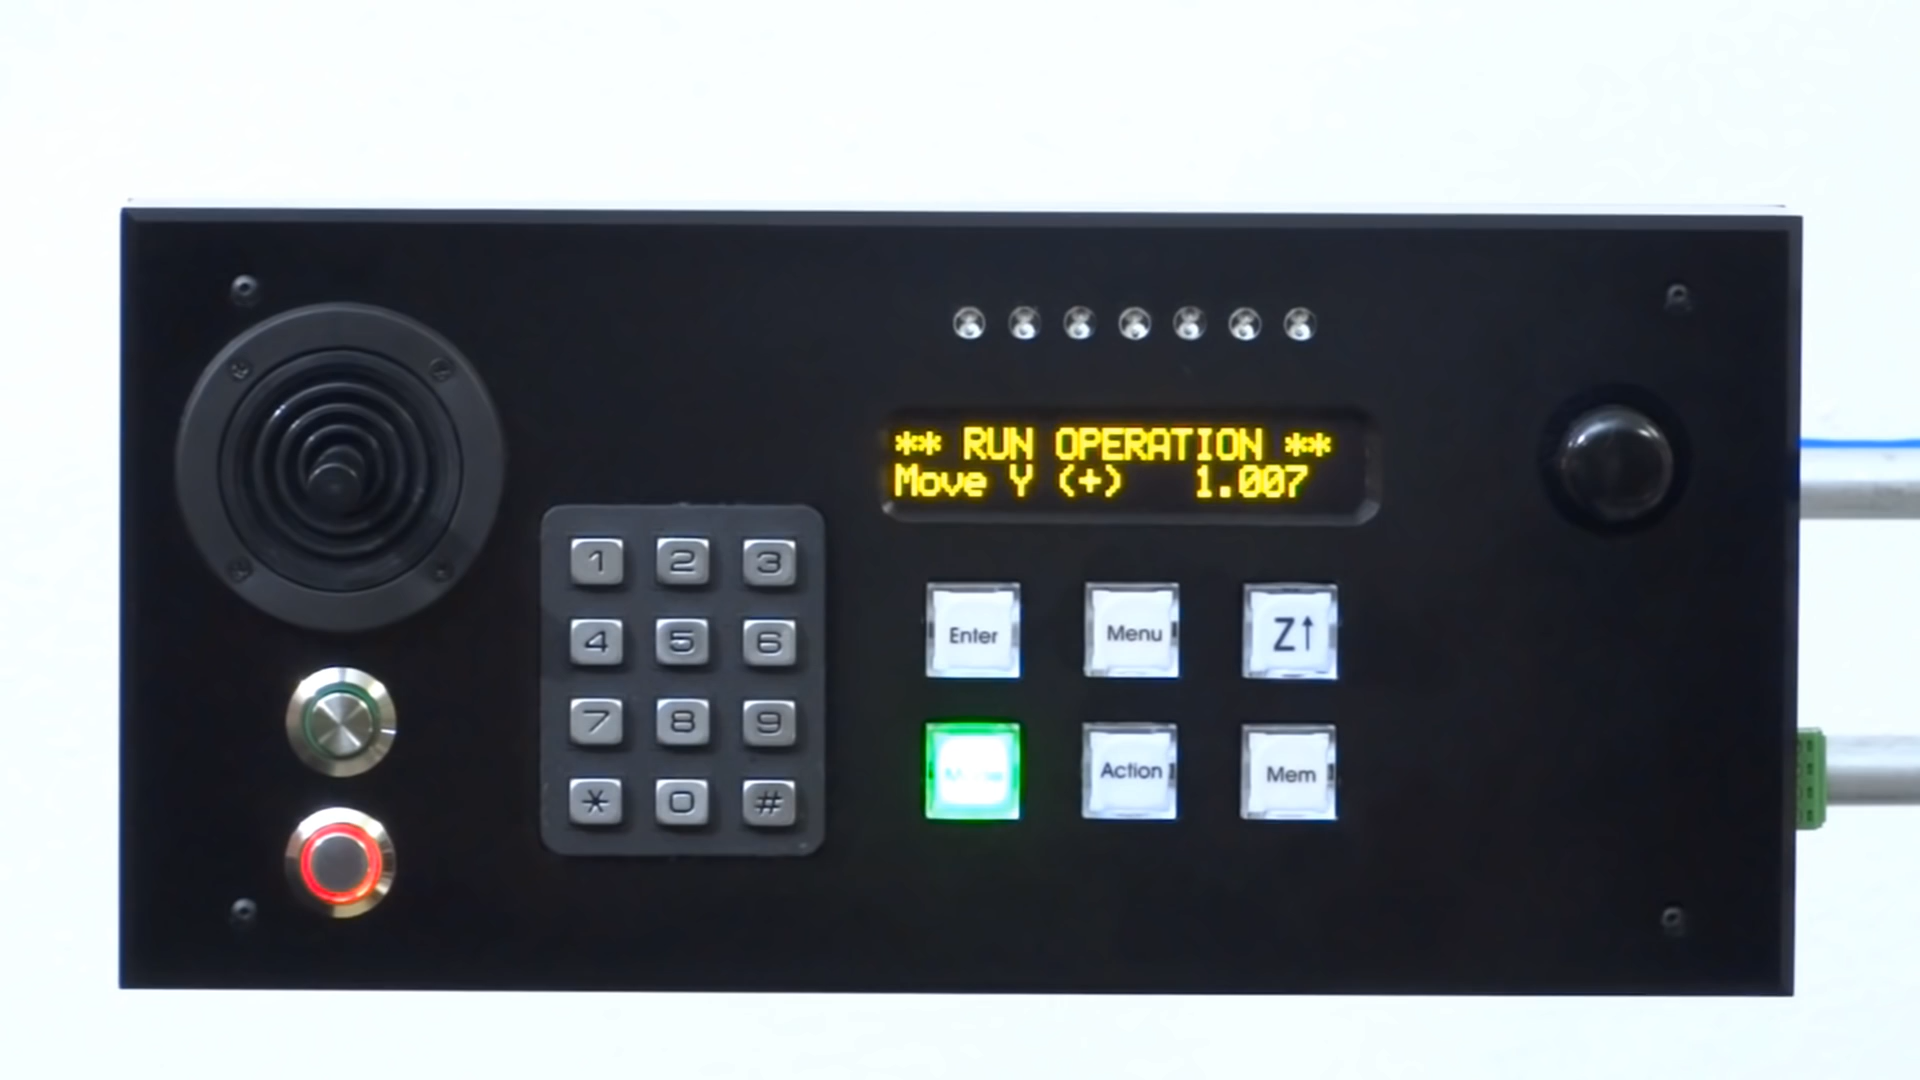 ** RUN OPERATION **
Move Y (+) 1.007
1 2 3
4 5 6
7 8 9
* 0 #
Enter Menu Z↑
Action Mem